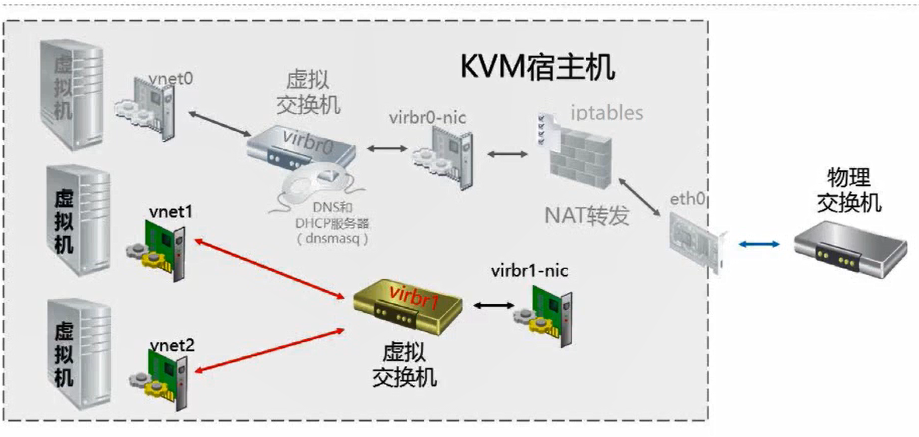 KVM宿主机
虚拟机
vnet0
虚拟
交换机
virbr0
DNS和
DHCP服务器
（dnsmasq）
virbr0-nic
iptables
NAT转发
eth0
物理
交换机
虚拟机
vnet1
virbr1
虚拟
交换机
virbr1-nic
虚拟机
vnet2